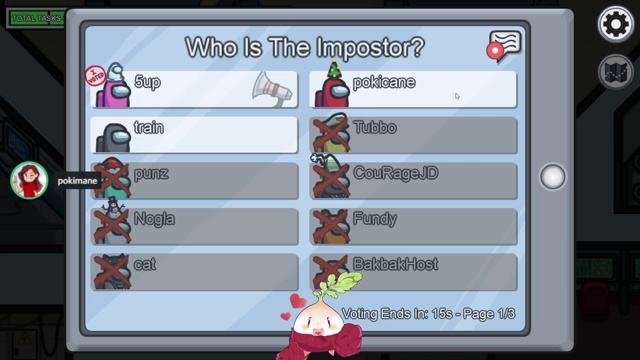 TOTAL TASKS
Who Is The Impostor?
I VOTED
5up
pokicane
train
Tubbo
punz
CouRageJD
pokimane
Nogla
Fundy
cat
BakbakHost
Voting Ends In: 15s - Page 1/3